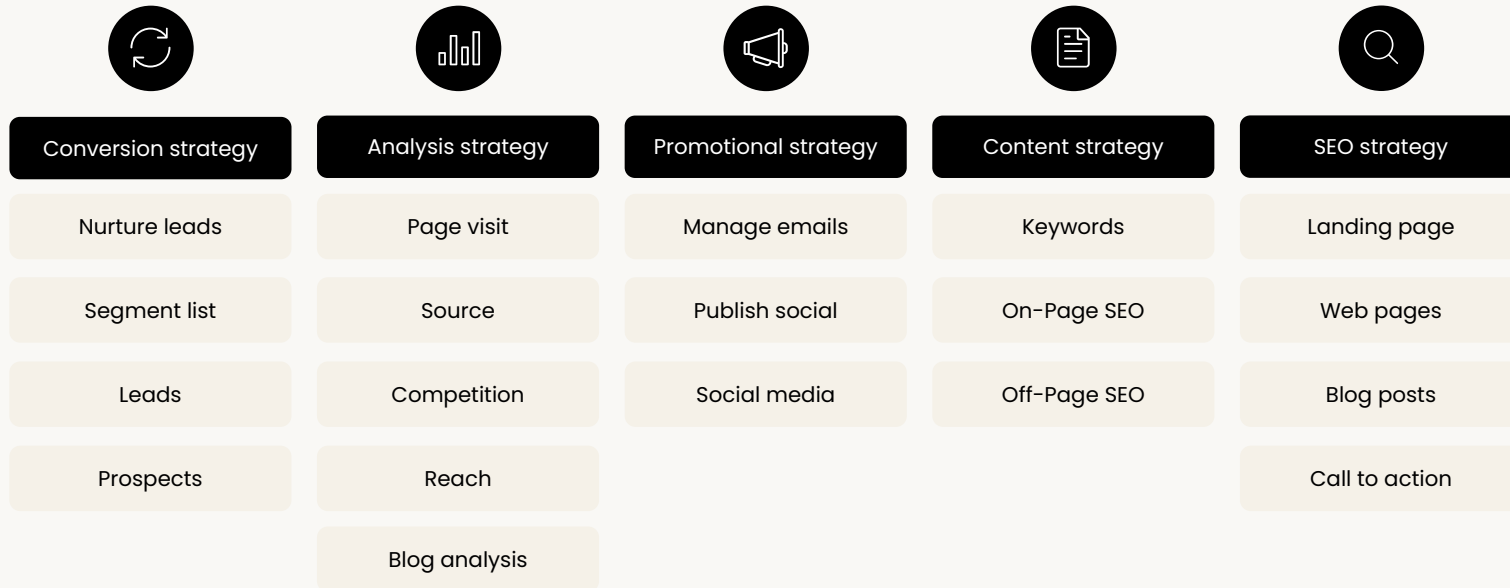 Conversion strategy
Nurture leads
Segment list
Leads
Prospects
Analysis strategy
Page visit
Source
Competition
Reach
Blog analysis
Promotional strategy
Manage emails
Publish social
Social media
Content strategy
Keywords
On-Page SEO
Off-Page SEO
SEO strategy
Landing page
Web pages
Blog posts
Call to action